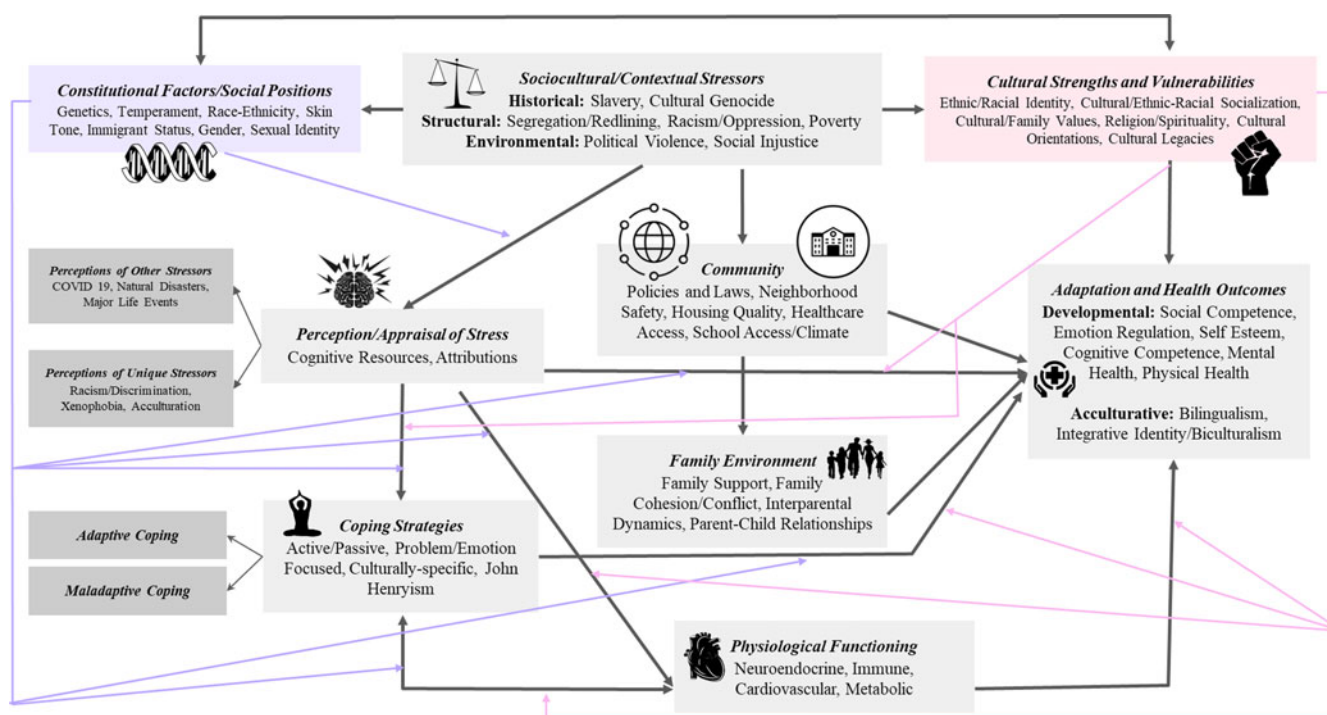 Constitutional Factors/Social Positions
Genetics, Temperament, Race-Ethnicity, Skin
Tone, Immigrant Status, Gender, Sexual Identity
Sociocultural/Contextual Stressors
Historical: Slavery, Cultural Genocide
Structural: Segregation/Redlining, Racism/Oppression, Poverty
Environmental: Political Violence, Social Injustice
Cultural Strengths and Vulnerabilities
Ethnic/Racial Identity, Cultural/Ethnic-Racial Socialization,
Cultural/Family Values, Religion/Spirituality, Cultural
Orientations, Cultural Legacies
Perceptions of Other Stressors
COVID 19, Natural Disasters,
Major Life Events
Perceptions of Unique Stressors
Racism/Discrimination,
Xenophobia, Acculturation
Perception/Appraisal of Stress
Cognitive Resources, Attributions
Community
Policies and Laws, Neighborhood
Safety, Housing Quality, Healthcare
Access, School Access/Climate
Adaptation and Health Outcomes
Developmental: Social Competence,
Emotion Regulation, Self Esteem,
Cognitive Competence, Mental
Health, Physical Health
Acculturative: Bilingualism,
Integrative Identity/Biculturalism
Family Environment
Family Support, Family
Cohesion/Conflict, Interparental
Dynamics, Parent-Child Relationships
Adaptive Coping
Maladaptive Coping
Coping Strategies
Active/Passive, Problem/Emotion
Focused, Culturally-specific, John
Henryism
Physiological Functioning
Neuroendocrine, Immune,
Cardiovascular, Metabolic